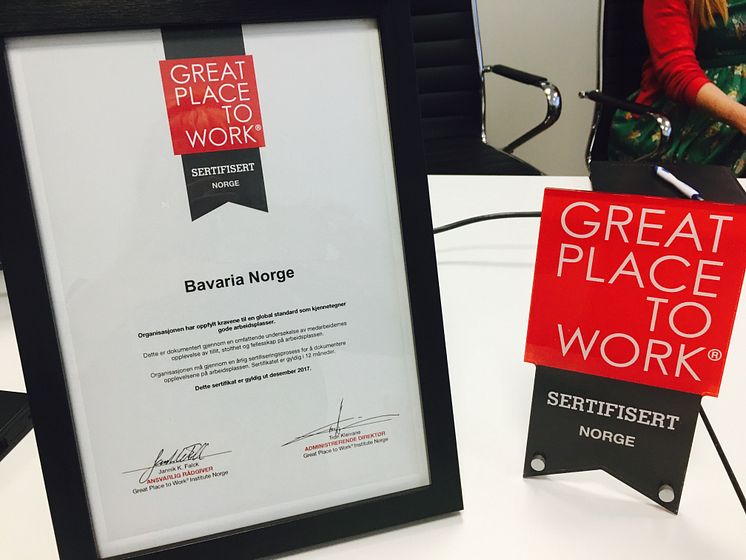 GREAT
PLACE
TO
WORK®
SERTIFISERT
NORGE
Bavaria Norge
Organisasjonen har oppfylt kravene til en global standard som kjennetegner
gode arbeidsplasser.
Dette er dokumentert gjennom en omfattende undersøkelse av medarbeidernes
opplevelse av tillit, stolthet og fellesskap på arbeidsplassen.
Organisasjonen må gjennom en årlig sertifiseringsprosess for å dokumentere
opplevelsene på arbeidsplassen. Sertifikatet er gyldig i 12 måneder.
Dette sertifikat er gyldig ut desember 2017.
Jannik K. Falck
ANSVARLIG RÅDGIVER
Great Place to Work® Institute Norge
ADMINISTRERENDE DIREKTØR
Great Place to Work® Institute Norge
GREAT
PLACE
TO
WORK®
SERTIFISERT
NORGE